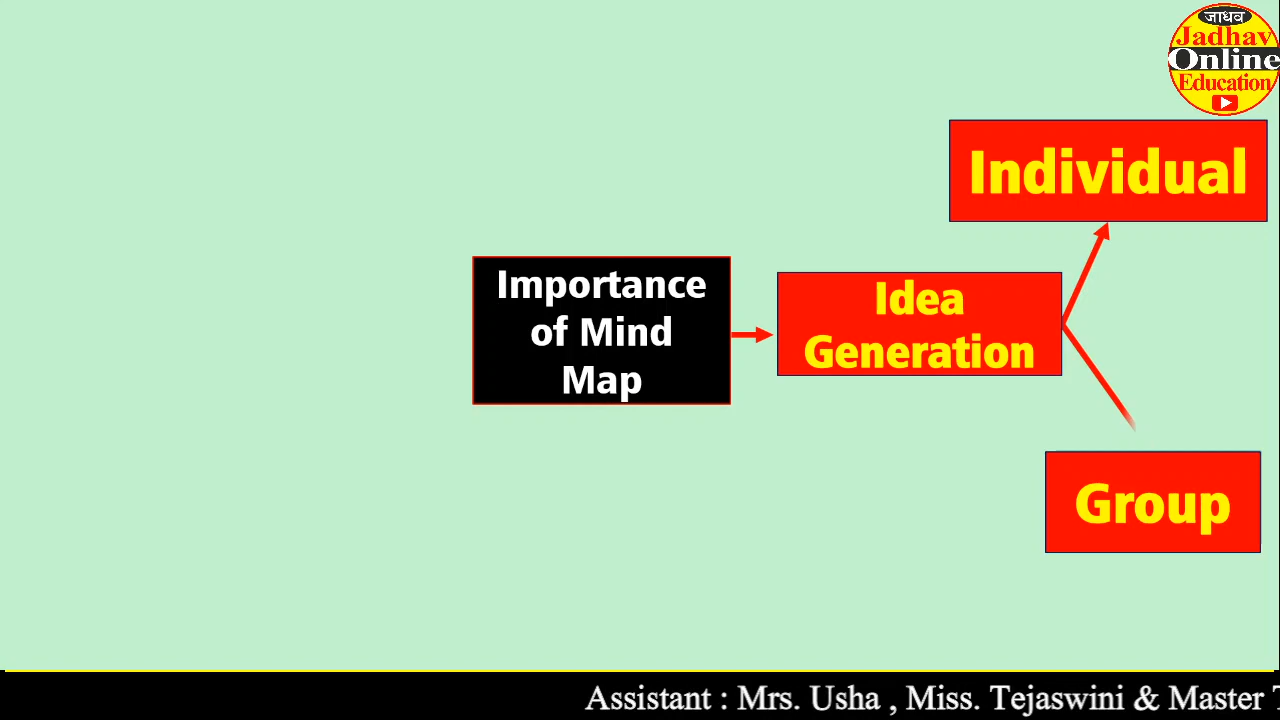 जाधव
Jadhav
Online
Education
Individual
Importance
of Mind
Map
Idea
Generation
Group
Assistant : Mrs. Usha , Miss. Tejaswini & Master